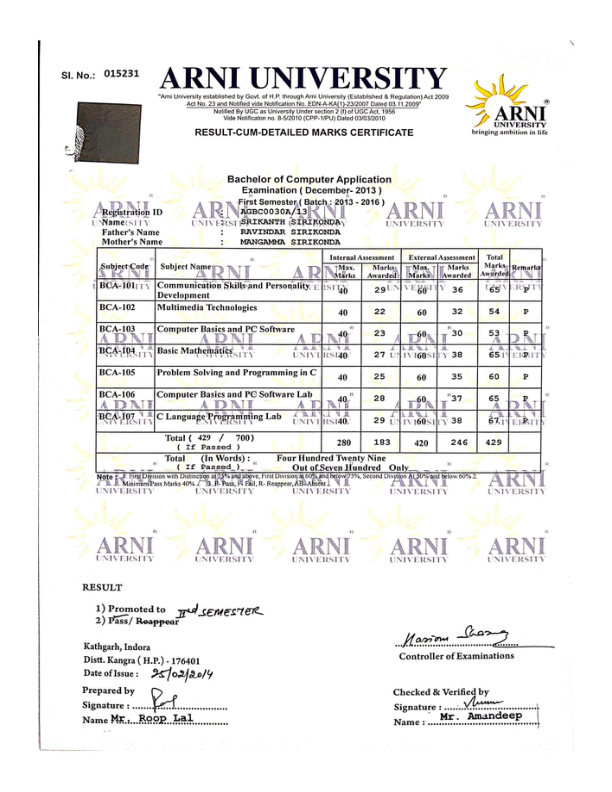 Sl. No.: 015231
ARNI UNIVERSITY
"Arni University established by Govt. of H.P. through Arni University (Established & Regulation) Act 2009
Act No. 23 and Notified vide Notification No. EDN-A-KA(1)-23/2007 Dated 03.11.2009"
Notified By UGC as University Under section 2 (f) of UGC Act, 1956
Vide Notificaton no. 8-5/2010 (CPP-1/PU) Dated 03/03/2010
RESULT-CUM-DETAILED MARKS CERTIFICATE
ARNI
UNIVERSITY
bringing ambition in life
Bachelor of Computer Application
Examination ( December- 2013 )
First Semester ( Batch : 2013 - 2016 )
Registration ID : AGBC0030A/13
Name : SRIKANTH SIRIKONDA
Father's Name : RAVINDAR SIRIKONDA
Mother's Name : MANGAMMA SIRIKONDA
Subject Code Subject Name Internal Assessment External Assessment Total Marks Awarded Remarks
Max. Marks Marks Awarded Max. Marks Marks Awarded
BCA-101 Communication Skills and Personality Development 40 29 60 36 65 P
BCA-102 Multimedia Technologies 40 22 60 32 54 P
BCA-103 Computer Basics and PC Software 40 23 60 30 53 P
BCA-104 Basic Mathematics 40 27 60 38 65 P
BCA-105 Problem Solving and Programming in C 40 25 60 35 60 P
BCA-106 Computer Basics and PC Software Lab 40 28 60 37 65 P
BCA-107 C Language Programming Lab 40 29 60 38 67 P
Total ( 429 / 700) 280 183 420 246 429
( If Passed )
Total (In Words) : Four Hundred Twenty Nine
( If Passed ) Out of Seven Hundred Only
Note : 1. First Division with Distinction at 75% and above, First Division at 60% and below 75%, Second Division At 50% and below 60% 2.
Minimum Pass Marks 40% 3. P- Pass, F- Fail, R- Reappear, AB-Absent
RESULT
1) Promoted to IInd SEMESTER
2) Pass/ Reappear
Kathgarh, Indora
Distt. Kangra ( H.P.) - 176401
Date of Issue : 25/02/2014
Controller of Examinations
Prepared by
Signature :
Name Mr. Roop Lal
Checked & Verified by
Signature :
Name : Mr. Amandeep